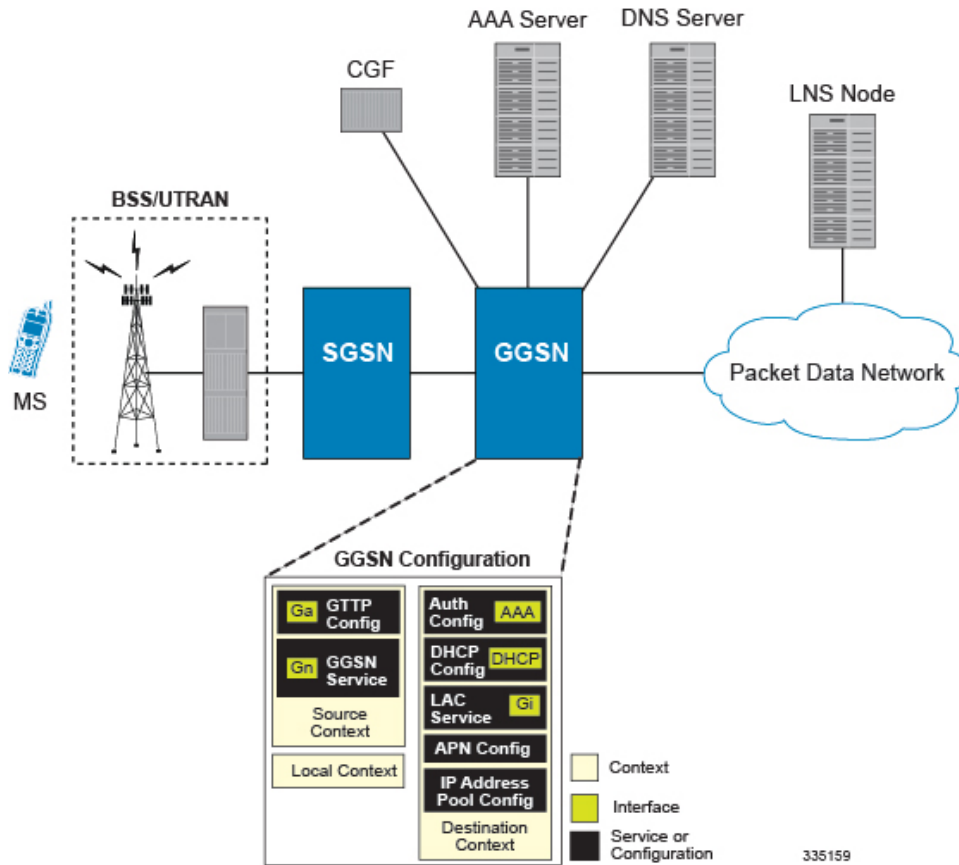 AAA Server
DNS Server
CGF
LNS Node
BSS/UTRAN
MS
SGSN
GGSN
Packet Data Network
GGSN Configuration
Ga
GTTP
Config
Gn
GGSN
Service
Source
Context
Local Context
Auth
Config
AAA
DHCP
Config
DHCP
LAC
Service
Gi
APN Config
IP Address
Pool Config
Destination
Context
Context
Interface
Service or
Configuration
335159